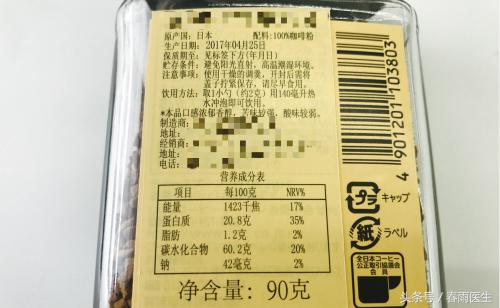 原产国：日本 配料：100%咖啡粉
生产日期：2017年04月25日
保质期至：见标签下方(年月日)
贮存条件：避免阳光直射，高温潮湿环境。
注意事项：使用干燥的调羹，开封后需将
盖子拧紧保存，请尽早食用。
饮用方法：取1小勺（约2克）用140毫升热
水冲泡即可饮用。
*本品口感浓郁香醇，苦味较强，酸味较弱。
制造商：
地址：
经销商：
地址：
电话：
营养成分表
项目 每100克 NRV%
能量 1423千焦 17%
蛋白质 20.8克 35%
脂肪 1.2克 2%
碳水化合物 60.2克 20%
钠 42毫克 2%
净含量：90克
4 901201 103803
プラ キャップ
紙 ラベル
全日本コーヒー
公正取引協議会
会員
头条号 / 春雨医生